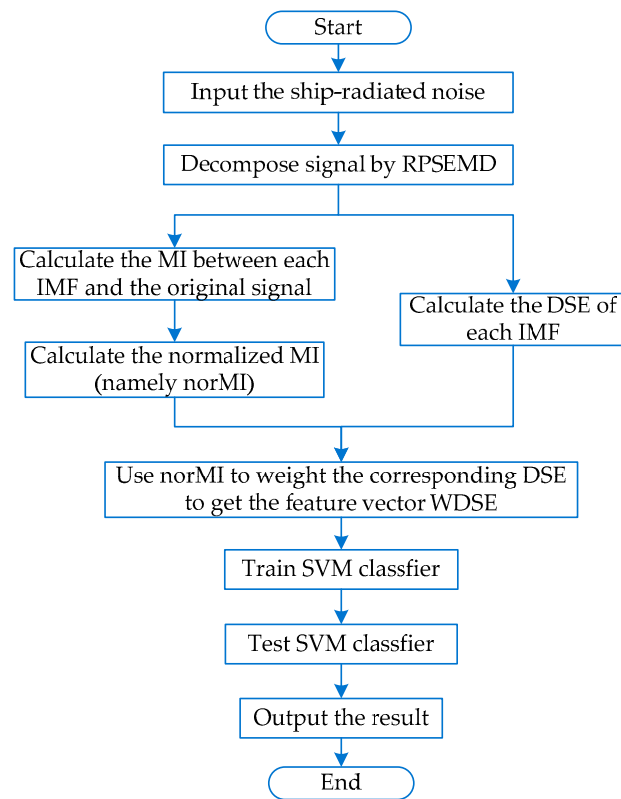 Start
Input the ship-radiated noise
Decompose signal by RPSEMD
Calculate the MI between each
IMF and the original signal
Calculate the normalized MI
(namely norMI)
Calculate the DSE of
each IMF
Use norMI to weight the corresponding DSE
to get the feature vector WDSE
Train SVM classfier
Test SVM classfier
Output the result
End